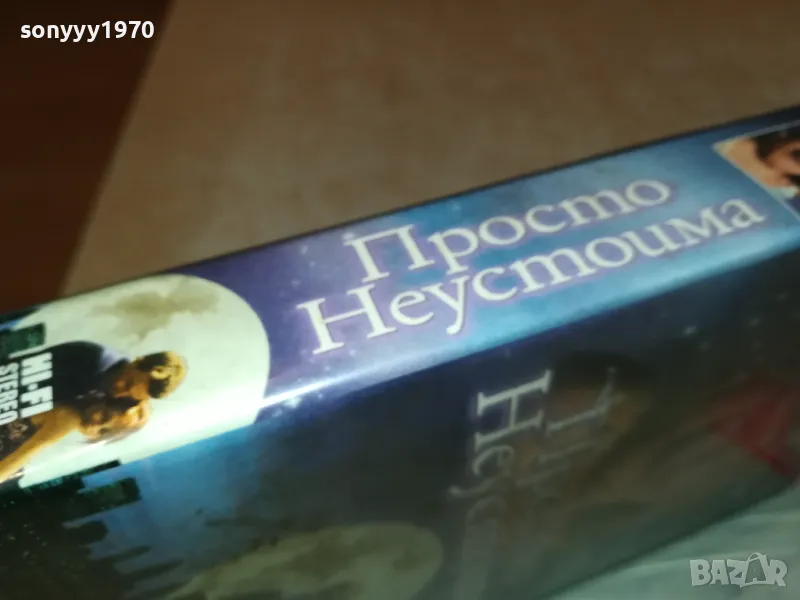 sonyyy1970
Просто
Неустоима
HI-FI
STEREO
BAZAR